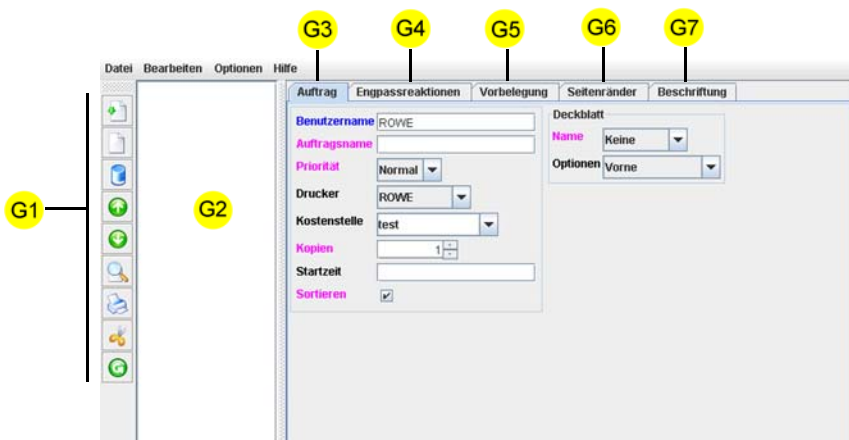 G3 G4 G5 G6 G7
Datei Bearbeiten Optionen Hilfe
Auftrag Engpassreaktionen Vorbelegung Seitenränder Beschriftung
G1
G2
Benutzername ROWE
Auftragsname
Priorität Normal
Drucker ROWE
Kostenstelle test
Kopien 1
Startzeit
Sortieren
Deckblatt
Name Keine
Optionen Vorne